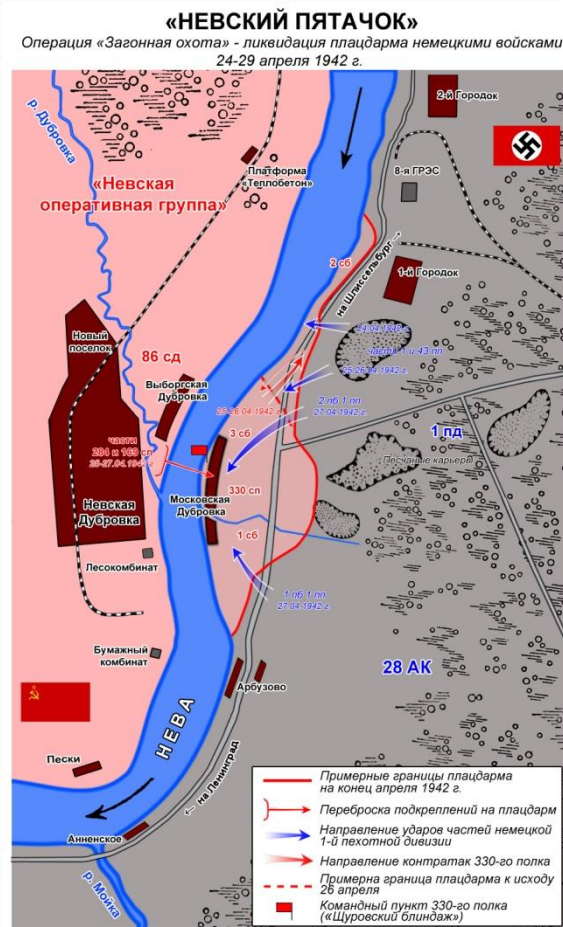 «НЕВСКИЙ ПЯТАЧОК»
Операция «Загонная охота» - ликвидация плацдарма немецкими войсками
24-29 апреля 1942 г.
2-й Городок
р. Дубровка
Платформа
«Теплобетон»
8-я ГРЭС
«Невская
оперативная группа»
2 сб
на Шлиссельбург →
1-й Городок
24.04.1942 г.
Новый
поселок
86 сд
части 1 и 43 пп
25-26.04.1942 г.
Выборгская
Дубровка
25-26.04.1942 г.
2 пб 1 пп
27.04.1942 г.
части
284 и 169 сп
25-27.04.1942 г.
3 сб
1 пд
Песчаные карьеры
330 сп
Невская
Дубровка
Московская
Дубровка
1 сб
Лесокомбинат
1 пб 1 пп
27.04.1942 г.
Бумажный
комбинат
28 АК
Арбузово
НЕВА
Пески
← на Ленинград
Анненское
р. Мойка
Примерные границы плацдарма
на конец апреля 1942 г.
Переброска подкреплений на плацдарм
Направление ударов частей немецкой
1-й пехотной дивизии
Направление контратак 330-го полка
Примерна граница плацдарма к исходу
26 апреля
Командный пункт 330-го полка
(«Щуровский блиндаж»)